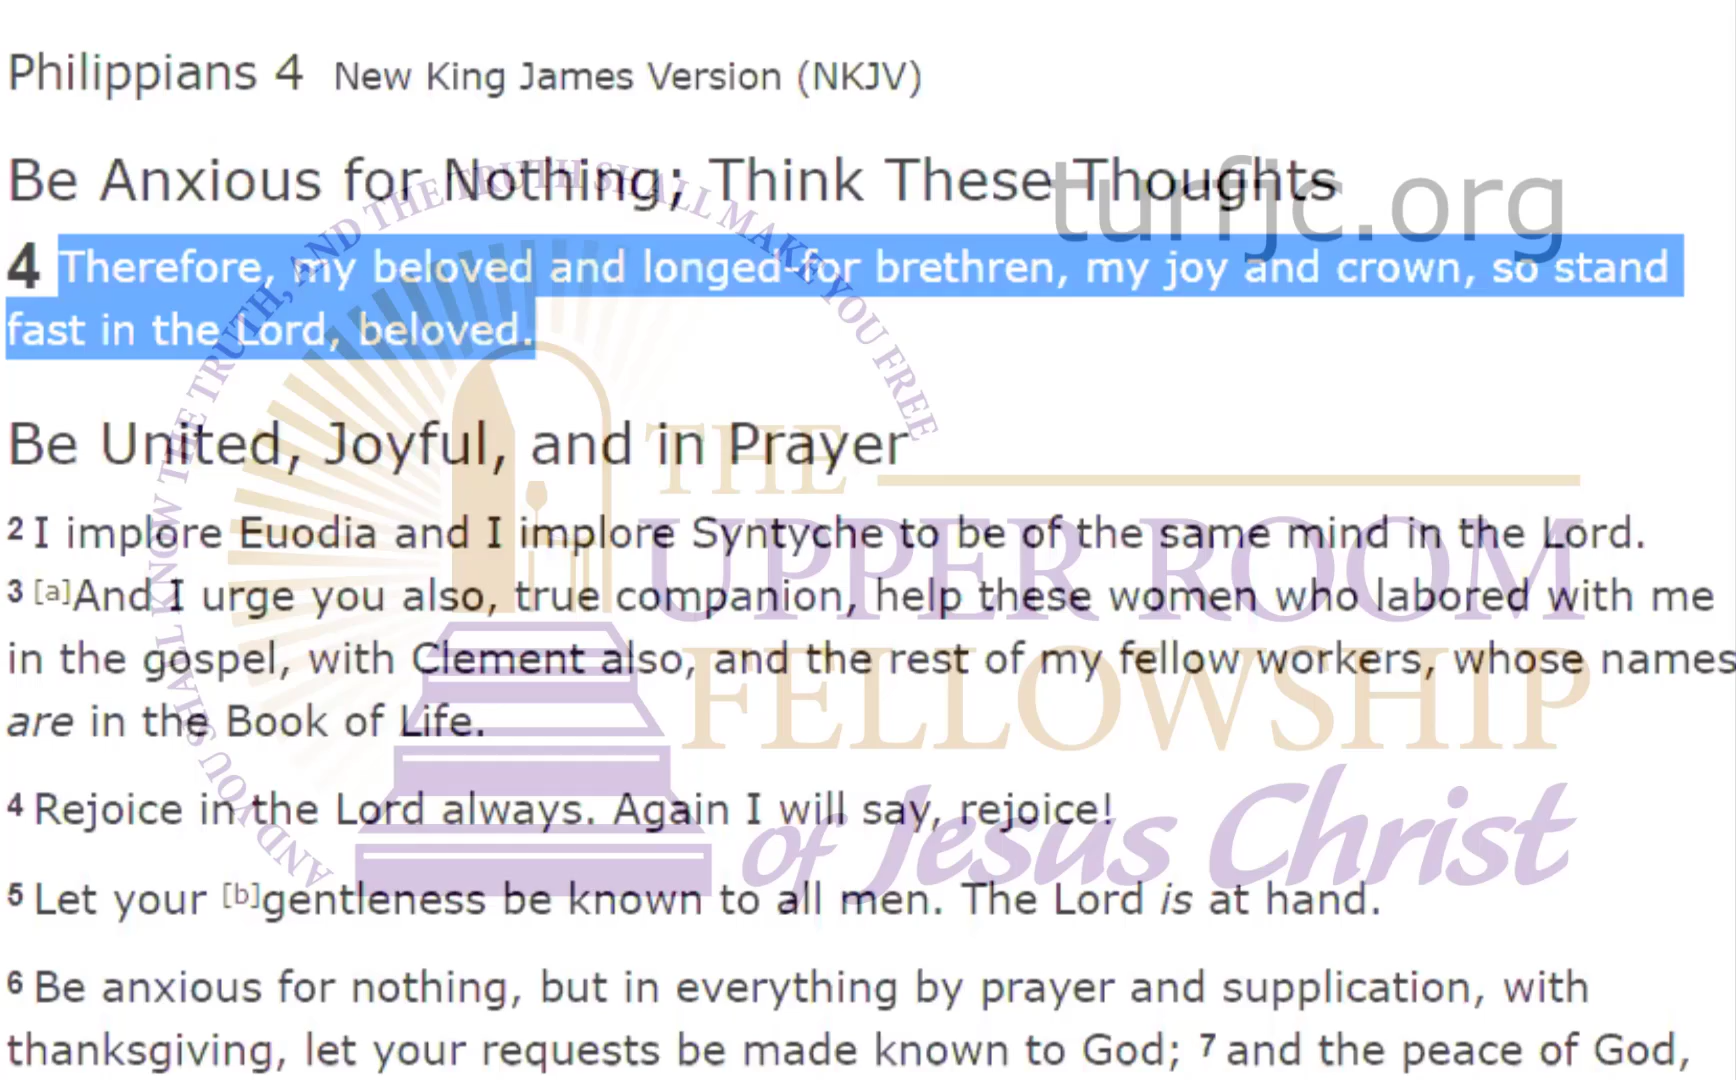 Philippians 4 New King James Version (NKJV)
Be Anxious for Nothing; Think These Thoughts
turfjc.org
4 Therefore, my beloved and longed-for brethren, my joy and crown, so stand
fast in the Lord, beloved.
Be United, Joyful, and in Prayer
2 I implore Euodia and I implore Syntyche to be of the same mind in the Lord.
3 [a]And I urge you also, true companion, help these women who labored with me
in the gospel, with Clement also, and the rest of my fellow workers, whose names
are in the Book of Life.
4 Rejoice in the Lord always. Again I will say, rejoice!
5 Let your [b]gentleness be known to all men. The Lord is at hand.
6 Be anxious for nothing, but in everything by prayer and supplication, with
thanksgiving, let your requests be made known to God; 7 and the peace of God,
AND YOU SHALL KNOW THE TRUTH, AND THE TRUTH SHALL MAKE YOU FREE
THE
UPPER ROOM
FELLOWSHIP
of Jesus Christ